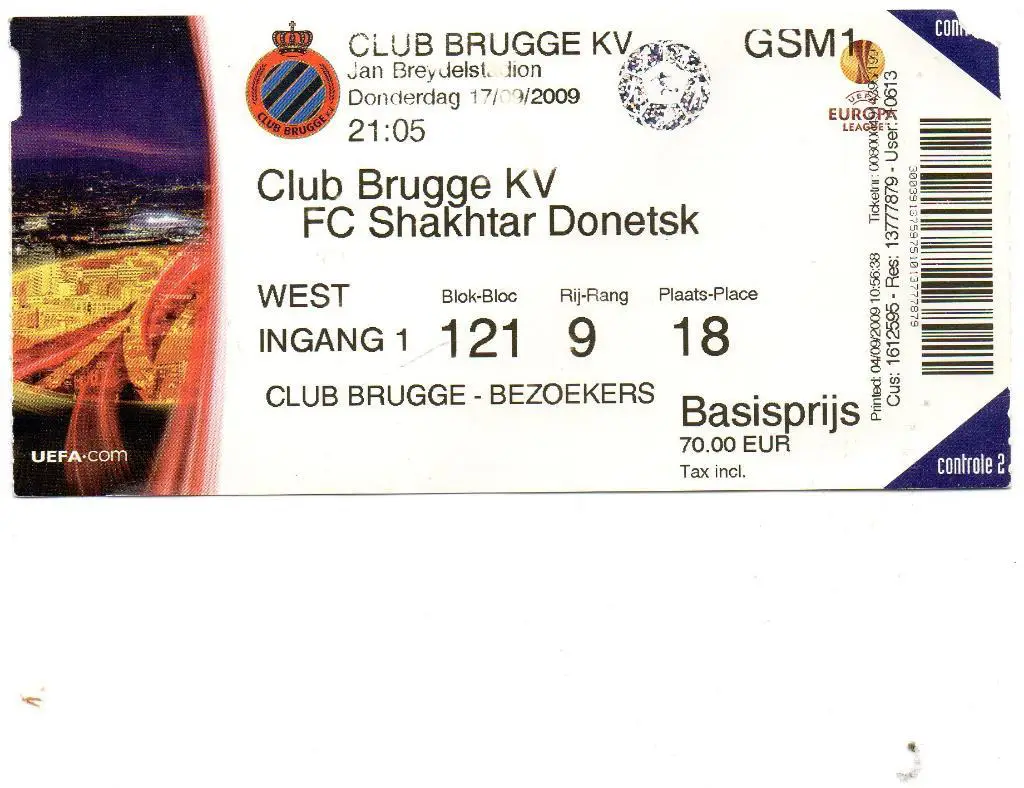 CLUB BRUGGE KV
Jan Breydelstadion
Donderdag 17/09/2009
21:05
GSM1
CLUB BRUGGE K.V.
UEFA
EUROPA
LEAGUE
Club Brugge KV
FC Shakhtar Donetsk
WEST
INGANG 1
Blok-Bloc
121
Rij-Rang
9
Plaats-Place
18
CLUB BRUGGE - BEZOEKERS
Basisprijs
70.00 EUR
Tax incl.
UEFA.com
Printed: 04/09/2009 10:56:38
Ticketnr:
Cus: 1612595 - Res: 13777879 - User:
controle 2